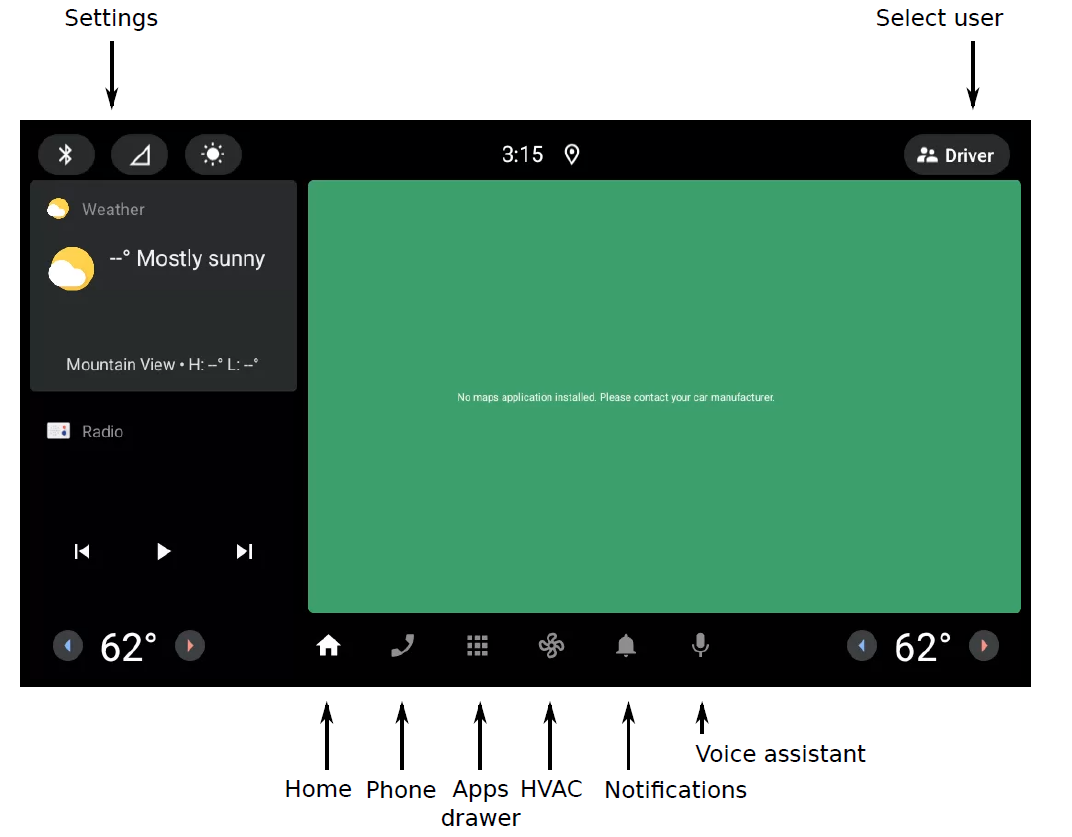 Settings
Select user
3:15
Driver
Weather
--° Mostly sunny
Mountain View • H: --° L: --°
No maps application installed. Please contact your car manufacturer.
Radio
62°
62°
Voice assistant
Home
Phone
Apps
drawer
HVAC
Notifications